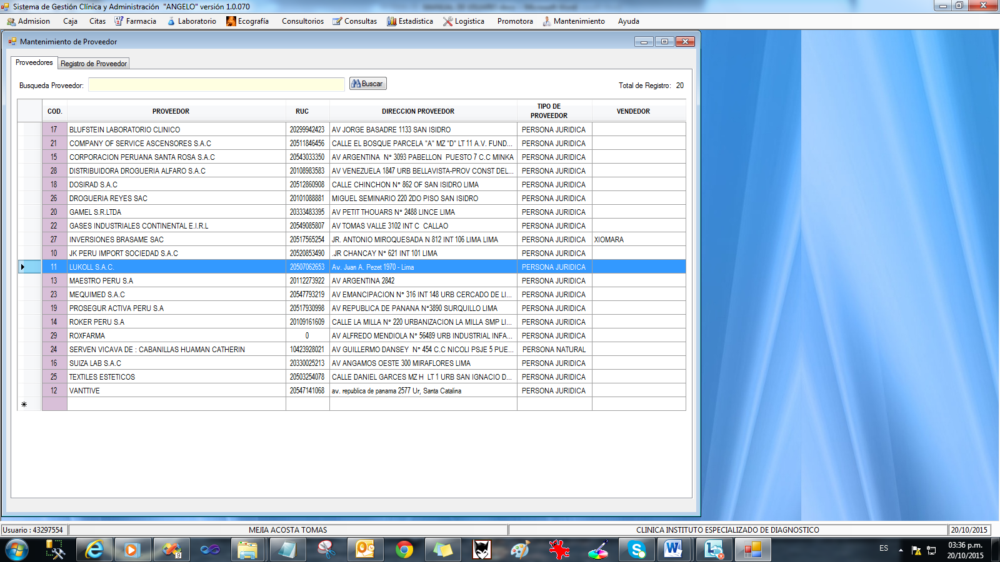 Sistema de Gestión Clínica y Administración "ANGELO" versión 1.0.070
Admision Caja Citas Farmacia Laboratorio Ecografía Consultorios Consultas Estadistica Logistica Promotora Mantenimiento Ayuda
Mantenimiento de Proveedor
Proveedores Registro de Proveedor
Busqueda Proveedor: Buscar Total de Registro: 20
COD. PROVEEDOR RUC DIRECCION PROVEEDOR TIPO DE PROVEEDOR VENDEDOR
17 BLUFSTEIN LABORATORIO CLINICO 20299942423 AV JORGE BASADRE 1133 SAN ISIDRO PERSONA JURIDICA
21 COMPANY OF SERVICE ASCENSORES S.A.C 20511846456 CALLE EL BOSQUE PARCELA "A" MZ "D" LT 11 A.V. FUND... PERSONA JURIDICA
15 CORPORACION PERUANA SANTA ROSA S.A.C 20543033350 AV ARGENTINA N° 3093 PABELLON PUESTO 7 C.C MINKA PERSONA JURIDICA
28 DISTRIBUIDORA DROGUERIA ALFARO S.A.C 20108983583 AV VENEZUELA 1847 URB BELLAVISTA-PROV CONST DEL... PERSONA JURIDICA
18 DOSIRAD S.A.C 20512860908 CALLE CHINCHON N° 862 OF SAN ISIDRO LIMA PERSONA JURIDICA
26 DROGUERIA REYES SAC 20101088881 MIGUEL SEMINARIO 220 2DO PISO SAN ISIDRO PERSONA JURIDICA
20 GAMEL S.R.LTDA 20333483395 AV PETIT THOUARS N° 2488 LINCE LIMA PERSONA JURIDICA
22 GASES INDUSTRIALES CONTINENTAL E.I.R.L 20549085807 AV TOMAS VALLE 3102 INT C CALLAO PERSONA JURIDICA
27 INVERSIONES BRASAME SAC 20517565254 JR. ANTONIO MIROQUESADA N 812 INT 106 LIMA LIMA PERSONA JURIDICA XIOMARA
10 JK PERU IMPORT SOCIEDAD S.A.C 20520853490 .JR CHANCAY N° 621 INT 101 LIMA PERSONA JURIDICA
11 LUKOLL S.A.C. 20507062653 Av. Juan A. Pezet 1970 - Lima PERSONA JURIDICA
13 MAESTRO PERU S.A 20112273922 AV ARGENTINA 2842 PERSONA JURIDICA
23 MEQUIMED S.A.C 20547793219 AV EMANCIPACION N° 316 INT 148 URB CERCADO DE LI... PERSONA JURIDICA
19 PROSEGUR ACTIVA PERU S.A 20517930998 AV REPUBLICA DE PANANA N°3890 SURQUILLO LIMA PERSONA JURIDICA
14 ROKER PERU S.A 20109161609 CALLE LA MILLA N° 220 URBANIZACION LA MILLA SMP LI... PERSONA JURIDICA
29 ROXFARMA 0 AV ALFREDO MENDIOLA N° 56489 URB INDUSTRIAL INFA... PERSONA JURIDICA
24 SERVEN VICAVA DE : CABANILLAS HUAMAN CATHERIN 10423928021 AV GUILLERMO DANSEY N° 454 C.C NICOLI PSJE 5 PUE... PERSONA NATURAL
16 SUIZA LAB S.A.C 20330025213 AV ANGAMOS OESTE 300 MIRAFLORES LIMA PERSONA JURIDICA
25 TEXTILES ESTETICOS 20503254078 CALLE DANIEL GARCES MZ H LT 1 URB SAN IGNACIO D... PERSONA JURIDICA
12 VANTTIVE 20547141068 av. republica de panama 2577 Ur, Santa Catalina PERSONA JURIDICA
Usuario : 43297554 MEJIA ACOSTA TOMAS CLINICA INSTITUTO ESPECIALIZADO DE DIAGNOSTICO 20/10/2015
ES 03:36 p.m.
20/10/2015